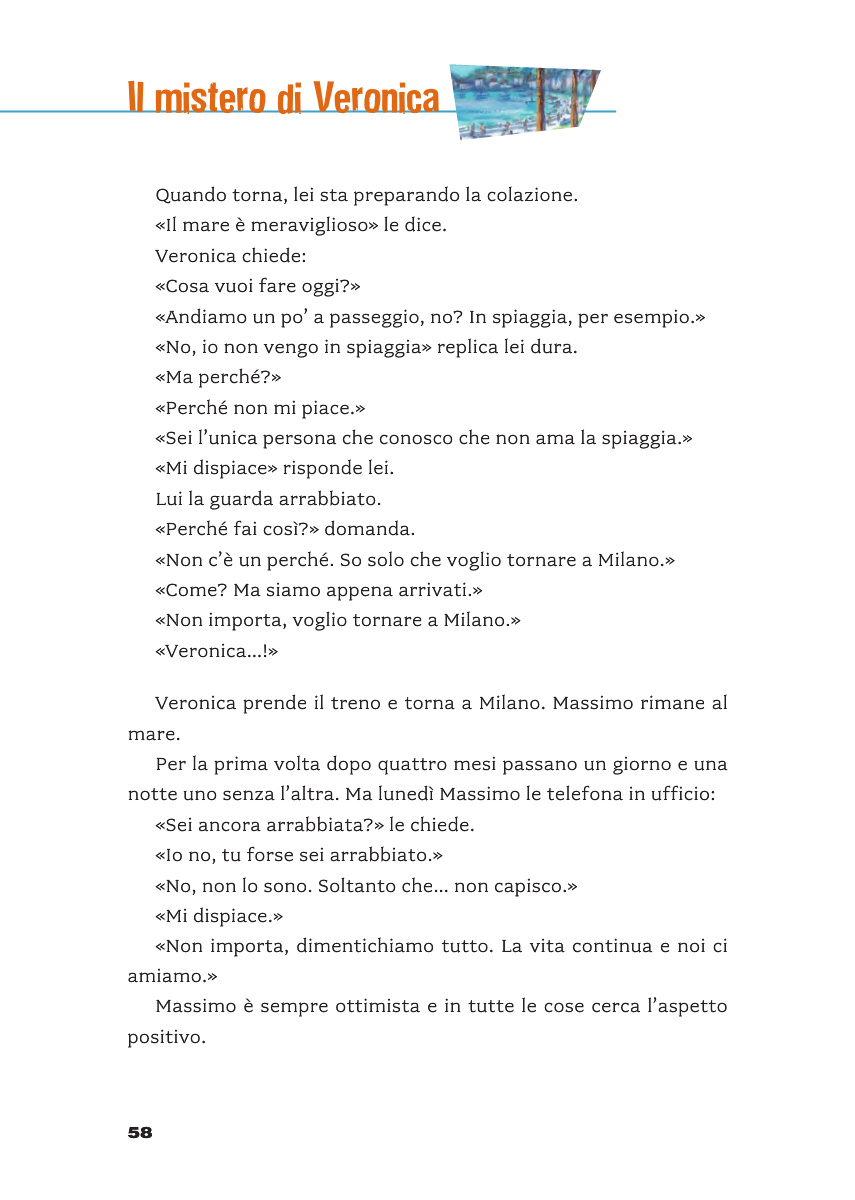 Il mistero di Veronica
Quando torna, lei sta preparando la colazione.
«Il mare è meraviglioso» le dice.
Veronica chiede:
«Cosa vuoi fare oggi?»
«Andiamo un po’ a passeggio, no? In spiaggia, per esempio.»
«No, io non vengo in spiaggia» replica lei dura.
«Ma perché?»
«Perché non mi piace.»
«Sei l’unica persona che conosco che non ama la spiaggia.»
«Mi dispiace» risponde lei.
Lui la guarda arrabbiato.
«Perché fai così?» domanda.
«Non c’è un perché. So solo che voglio tornare a Milano.»
«Come? Ma siamo appena arrivati.»
«Non importa, voglio tornare a Milano.»
«Veronica...!»
Veronica prende il treno e torna a Milano. Massimo rimane al
mare.
Per la prima volta dopo quattro mesi passano un giorno e una
notte uno senza l’altra. Ma lunedì Massimo le telefona in ufficio:
«Sei ancora arrabbiata?» le chiede.
«Io no, tu forse sei arrabbiato.»
«No, non lo sono. Soltanto che... non capisco.»
«Mi dispiace.»
«Non importa, dimentichiamo tutto. La vita continua e noi ci
amiamo.»
Massimo è sempre ottimista e in tutte le cose cerca l’aspetto
positivo.
58